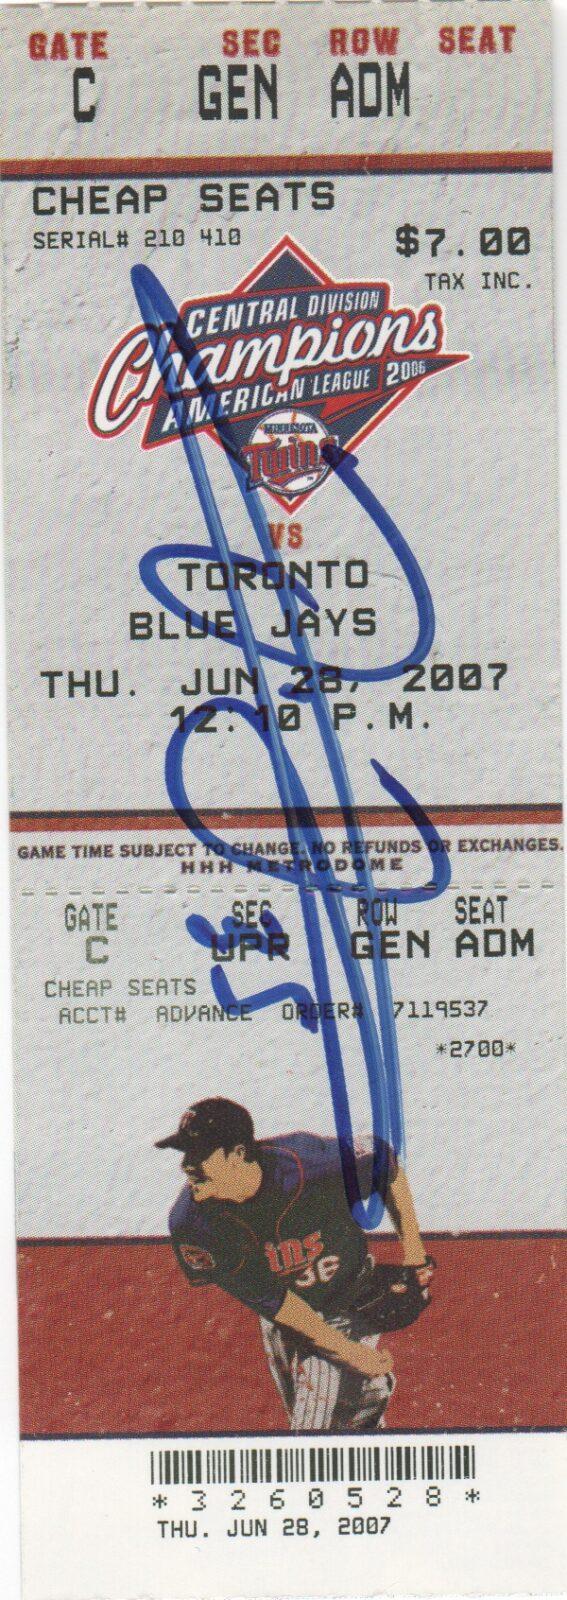 GATE SEC ROW SEAT
C GEN ADM
CHEAP SEATS
SERIAL# 210 410
$7.00
TAX INC.
CENTRAL DIVISION
Champions
AMERICAN LEAGUE 2006
MINNESOTA
Twins
VS
TORONTO
BLUE JAYS
THU. JUN 28, 2007
12:10 P.M.
GAME TIME SUBJECT TO CHANGE. NO REFUNDS OR EXCHANGES.
HHH METRODOME
GATE SEC ROW SEAT
C UPR GEN ADM
CHEAP SEATS
ACCT# ADVANCE ORDER# 7119537
*2700*
ins
36
*3260528*
THU. JUN 28, 2007